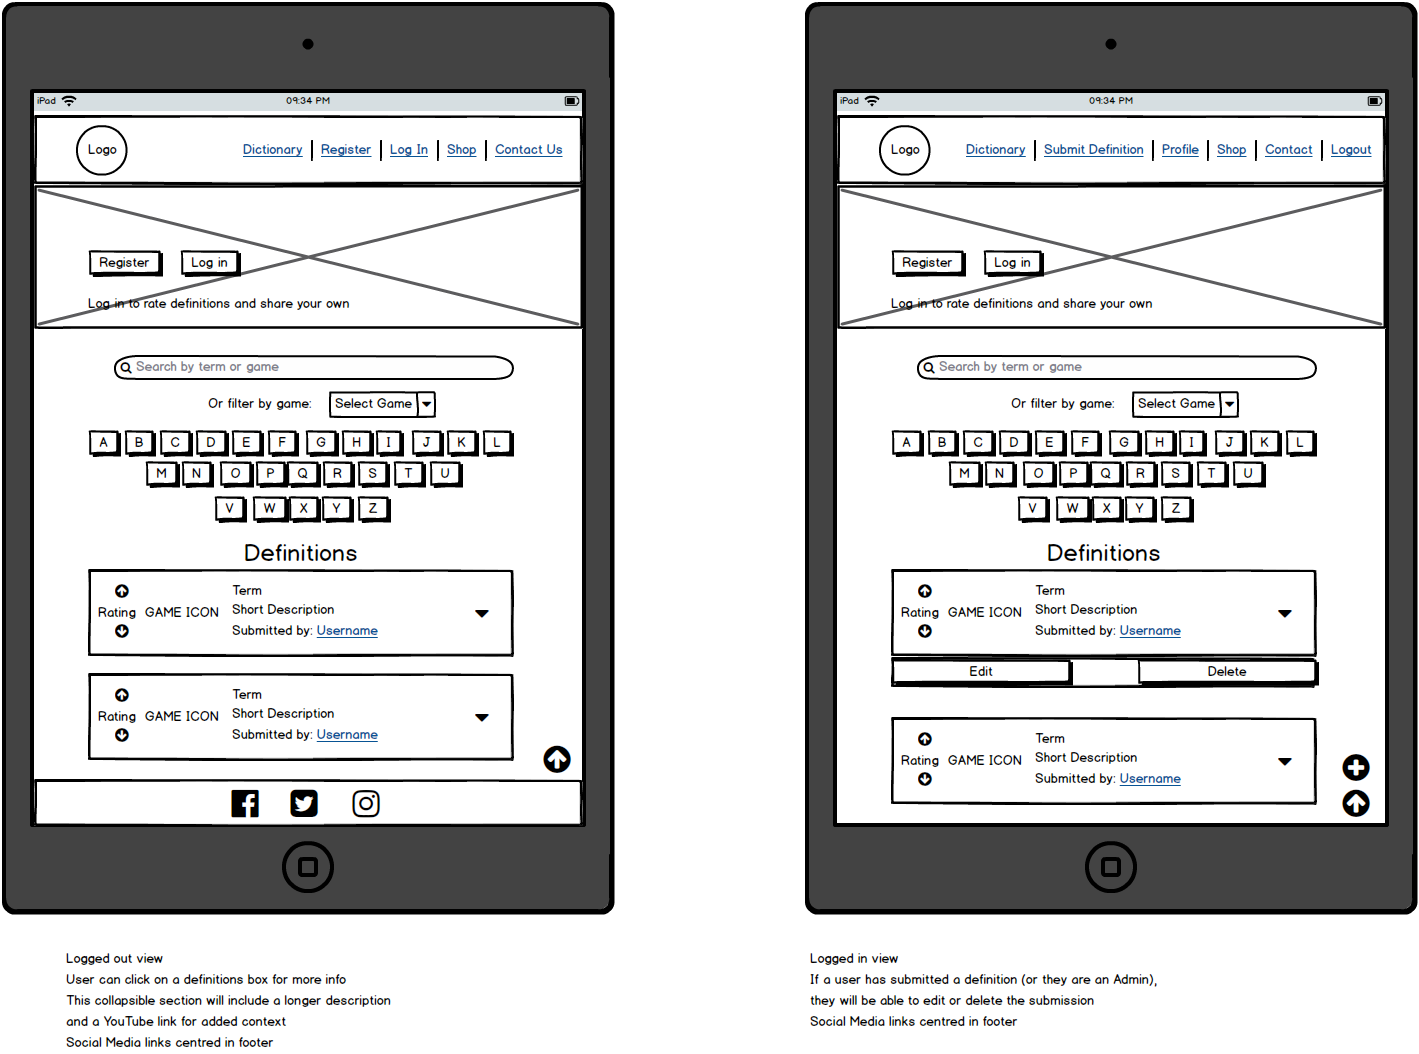 iPad 09:34 PM
Logo Dictionary Register Log In Shop Contact Us
Register Log in
Log in to rate definitions and share your own
Search by term or game
Or filter by game: Select Game
A B C D E F G H I J K L
M N O P Q R S T U
V W X Y Z
Definitions
Term
Rating GAME ICON Short Description
Submitted by: Username
Term
Rating GAME ICON Short Description
Submitted by: Username
Logged out view
User can click on a definitions box for more info
This collapsible section will include a longer description
and a YouTube link for added context
Social Media links centred in footer
iPad 09:34 PM
Logo Dictionary Submit Definition Profile Shop Contact Logout
Register Log in
Log in to rate definitions and share your own
Search by term or game
Or filter by game: Select Game
A B C D E F G H I J K L
M N O P Q R S T U
V W X Y Z
Definitions
Term
Rating GAME ICON Short Description
Submitted by: Username
Edit Delete
Term
Rating GAME ICON Short Description
Submitted by: Username
Logged in view
If a user has submitted a definition (or they are an Admin),
they will be able to edit or delete the submission
Social Media links centred in footer